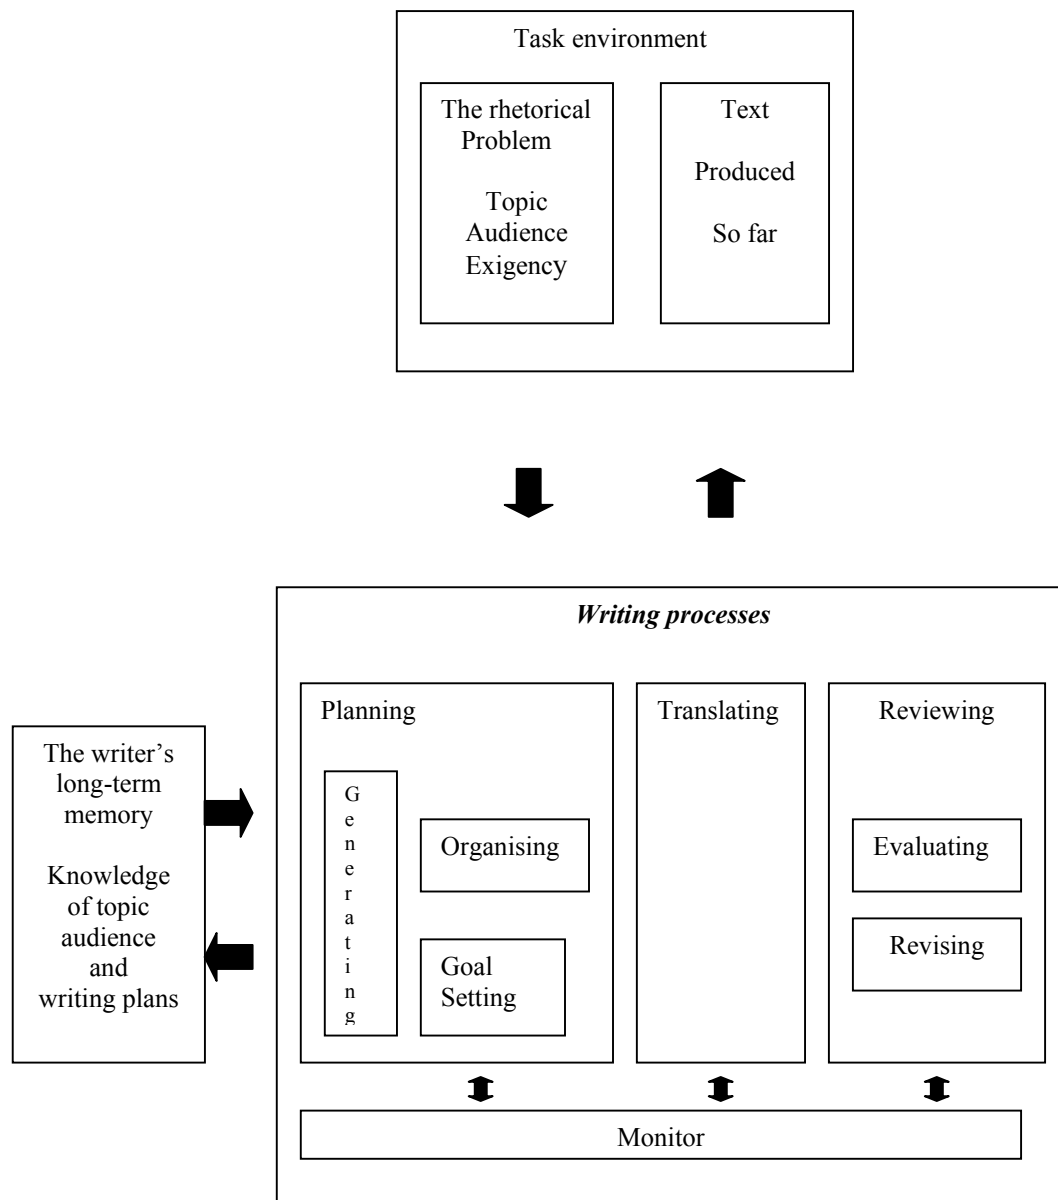 Task environment
The rhetorical
Problem
Topic
Audience
Exigency
Text
Produced
So far
Writing processes
The writer’s
long-term
memory
Knowledge
of topic
audience
and
writing plans
Planning
Generating
Organising
Goal
Setting
Translating
Reviewing
Evaluating
Revising
Monitor